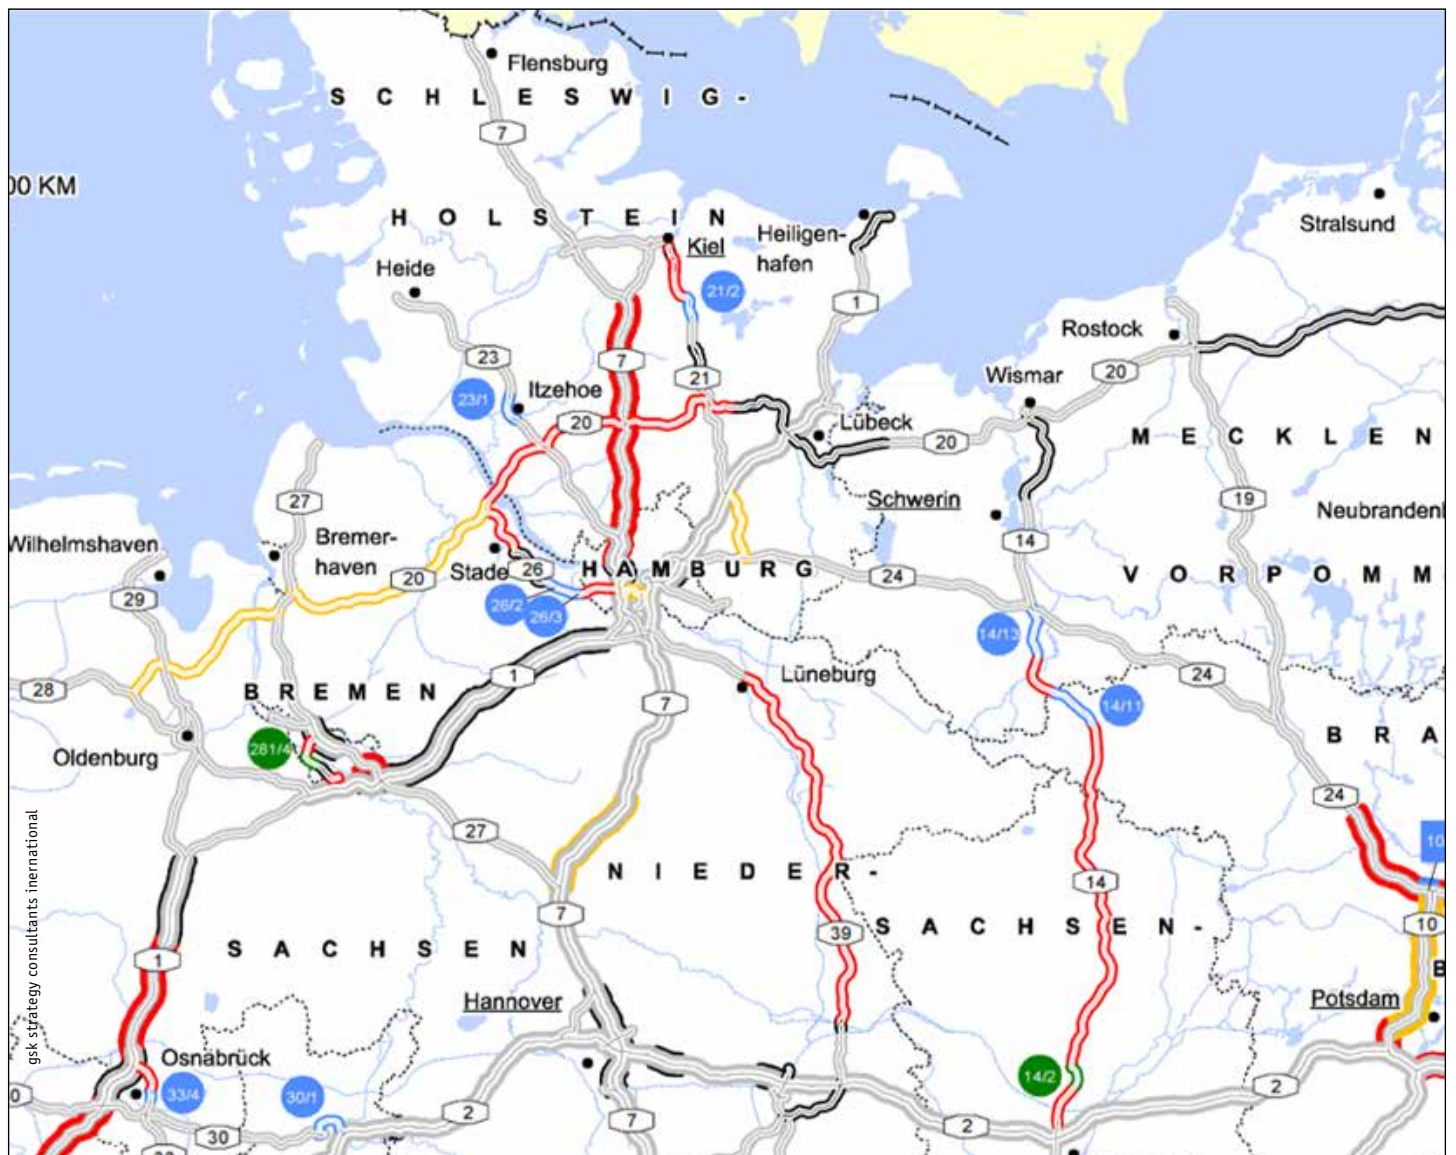 Flensburg
S C H L E S W I G -
7
00 KM
Stralsund
H O L S T E I N
Kiel
Heiligen-
hafen
Heide
21/2
1
Rostock
23
7
21
20
Wismar
Itzehoe
23/1
20
Lübeck
20
M E C K L E N
27
Schwerin
19
Neubrandenb
14
Wilhelmshaven
Bremer-
haven
20
Stade
26
H A M B U R G
24
V O R P O M M
29
26/2
26/3
14/13
28
B R E M E N
1
7
Lüneburg
24
14/11
281/4
Oldenburg
B R A
24
27
10
N I E D E R -
14
7
39
S A C H S E N -
10
B
1
S A C H S E N
Hannover
Potsdam
gsk strategy consultants inernational
Osnabrück
33/4
30/1
14/2
0
2
2
30
7
2